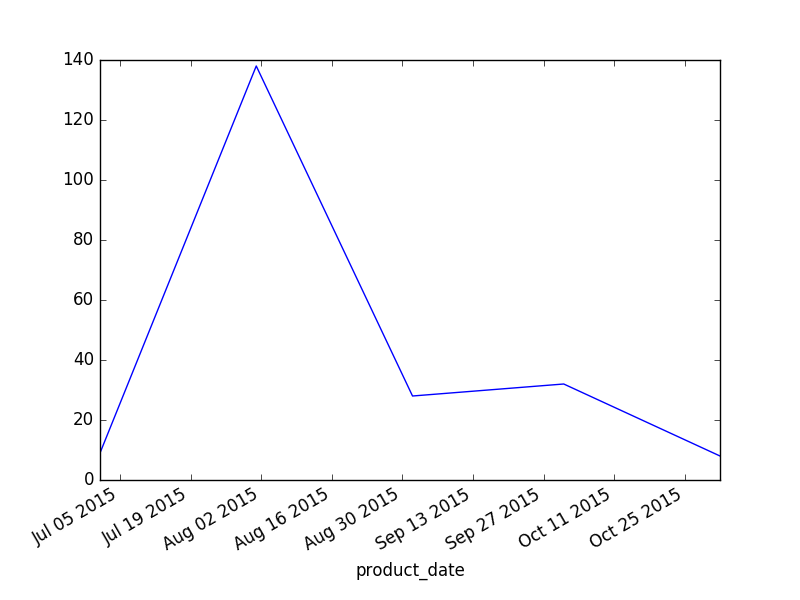 140
120
100
80
60
40
20
0
Jul 05 2015
Jul 19 2015
Aug 02 2015
Aug 16 2015
Aug 30 2015
Sep 13 2015
Sep 27 2015
Oct 11 2015
Oct 25 2015
product_date